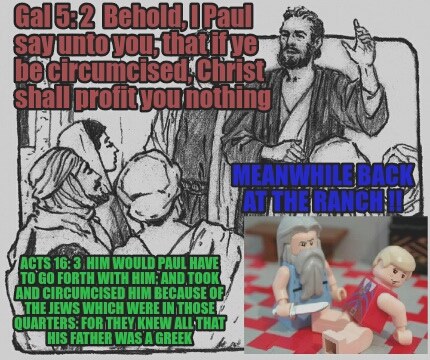 Gal 5: 2 Behold, I Paul
say unto you, that if ye
be circumcised, Christ
shall profit you nothing
MEANWHILE BACK
AT THE RANCH !!
ACTS 16: 3 HIM WOULD PAUL HAVE
TO GO FORTH WITH HIM; AND TOOK
AND CIRCUMCISED HIM BECAUSE OF
THE JEWS WHICH WERE IN THOSE
QUARTERS: FOR THEY KNEW ALL THAT
HIS FATHER WAS A GREEK